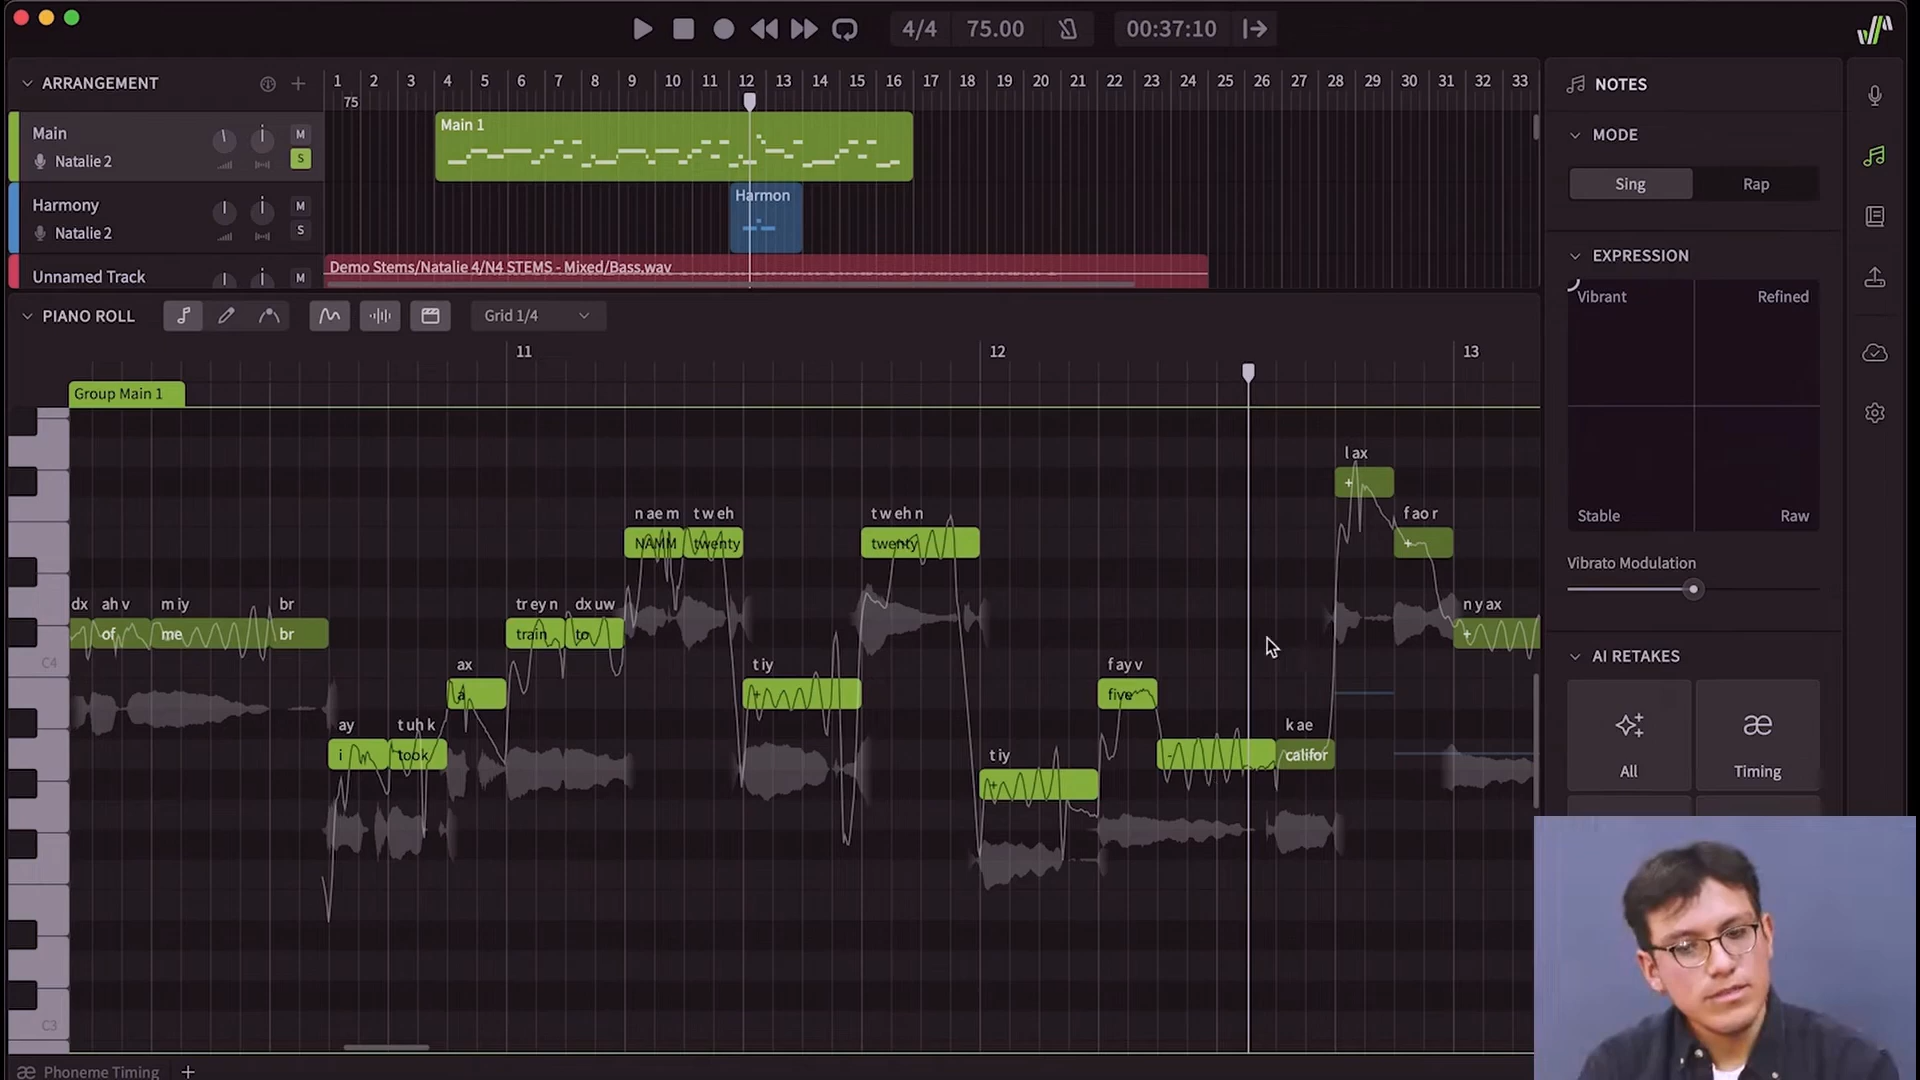 4/4 75.00 00:37:10
ARRANGEMENT
1 2 3 4 5 6 7 8 9 10 11 12 13 14 15 16 17 18 19 20 21 22 23 24 25 26 27 28 29 30 31 32 33
75
Main M
Natalie 2 S
Main 1
Harmony M
Natalie 2 S
Harmon
Unnamed Track M
Demo Stems/Natalie 4/N4 STEMS - Mixed/Bass.wav
PIANO ROLL
Grid 1/4
11 12 13
Group Main 1
l ax
+
n ae m t w eh t w eh n f ao r
NAMM twenty twenty +
dx ah v m iy br tr ey n dx uw n y ax
of me br train to +
ax t iy f ay v
a + five
ay t uh k t iy k ae
i took - califor
+
C4
C3
æ Phoneme Timing +
NOTES
MODE
Sing Rap
EXPRESSION
Vibrant Refined
Stable Raw
Vibrato Modulation
AI RETAKES
æ
All Timing